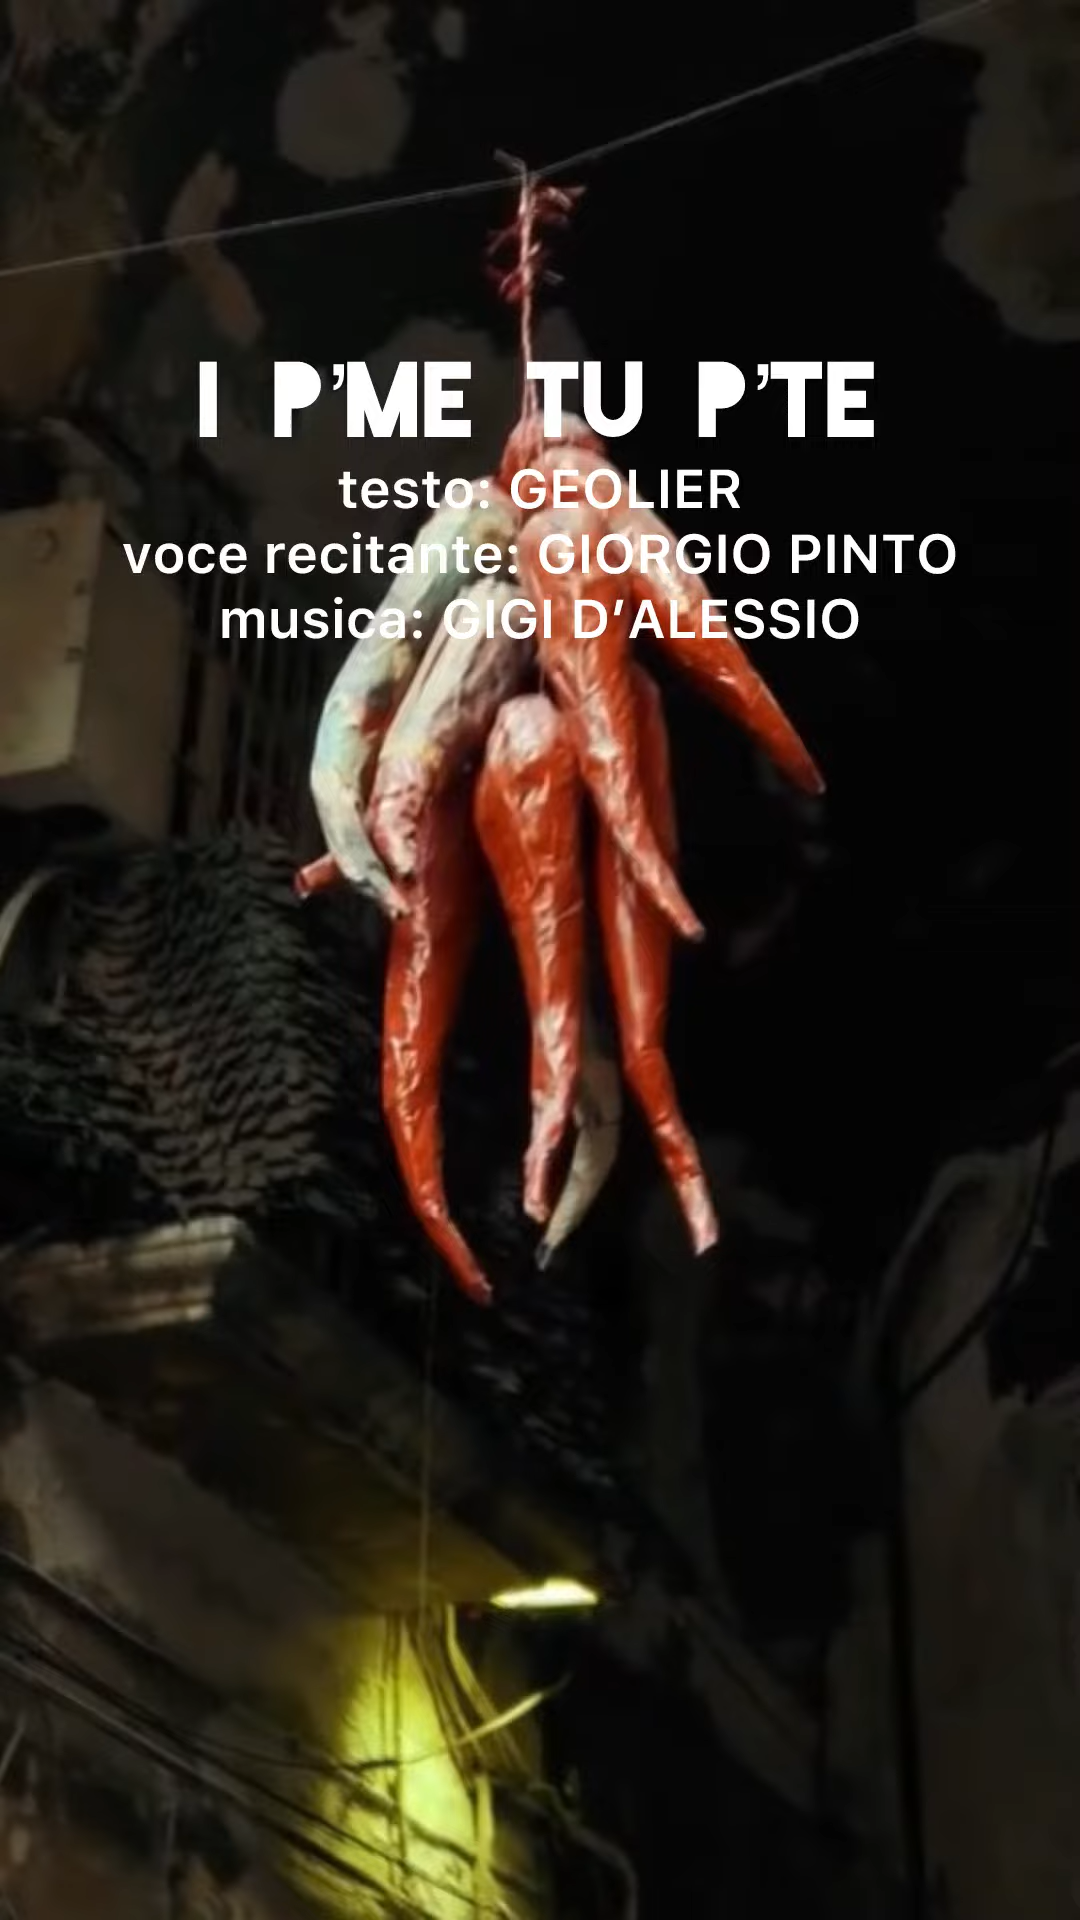 I P’ME TU P’TE
testo: GEOLIER
voce recitante: GIORGIO PINTO
musica: GIGI D’ALESSIO